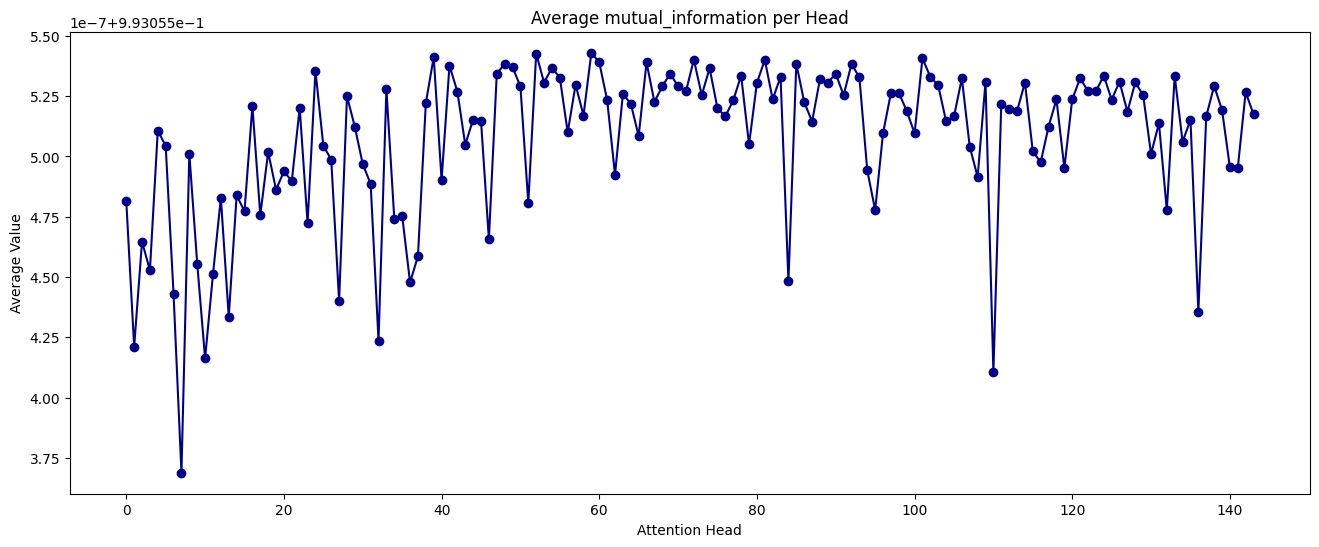 Average mutual_information per Head
1e−7+9.93055e−1
5.50
5.25
5.00
4.75
4.50
4.25
4.00
3.75
Average Value
0 20 40 60 80 100 120 140
Attention Head